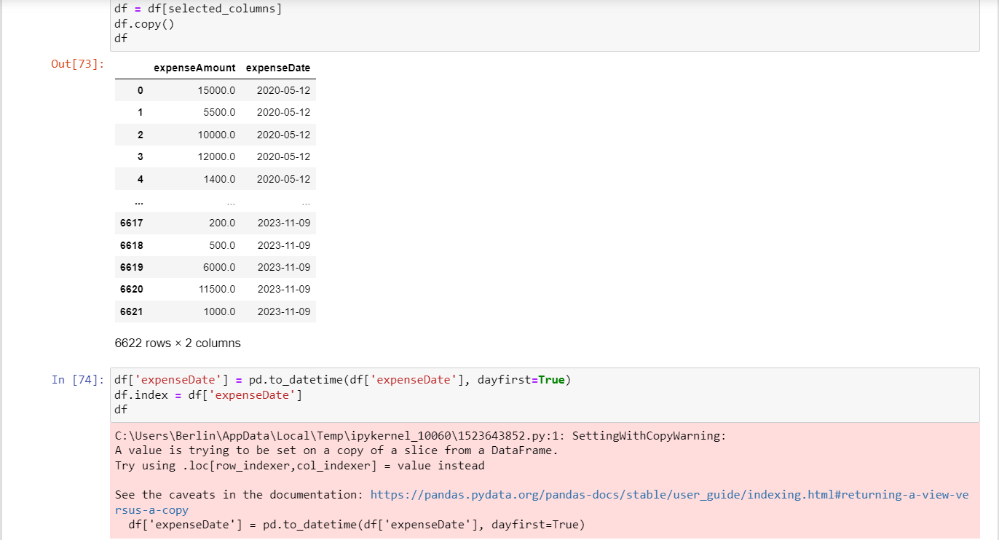 df = df[selected_columns]
df.copy()
df
Out[73]:
expenseAmount expenseDate
0 15000.0 2020-05-12
1 5500.0 2020-05-12
2 10000.0 2020-05-12
3 12000.0 2020-05-12
4 1400.0 2020-05-12
... ... ...
6617 200.0 2023-11-09
6618 500.0 2023-11-09
6619 6000.0 2023-11-09
6620 11500.0 2023-11-09
6621 1000.0 2023-11-09
6622 rows × 2 columns
In [74]: df['expenseDate'] = pd.to_datetime(df['expenseDate'], dayfirst=True)
df.index = df['expenseDate']
df
C:\Users\Berlin\AppData\Local\Temp\ipykernel_10060\1523643852.py:1: SettingWithCopyWarning:
A value is trying to be set on a copy of a slice from a DataFrame.
Try using .loc[row_indexer,col_indexer] = value instead
See the caveats in the documentation: https://pandas.pydata.org/pandas-docs/stable/user_guide/indexing.html#returning-a-view-ve
rsus-a-copy
df['expenseDate'] = pd.to_datetime(df['expenseDate'], dayfirst=True)